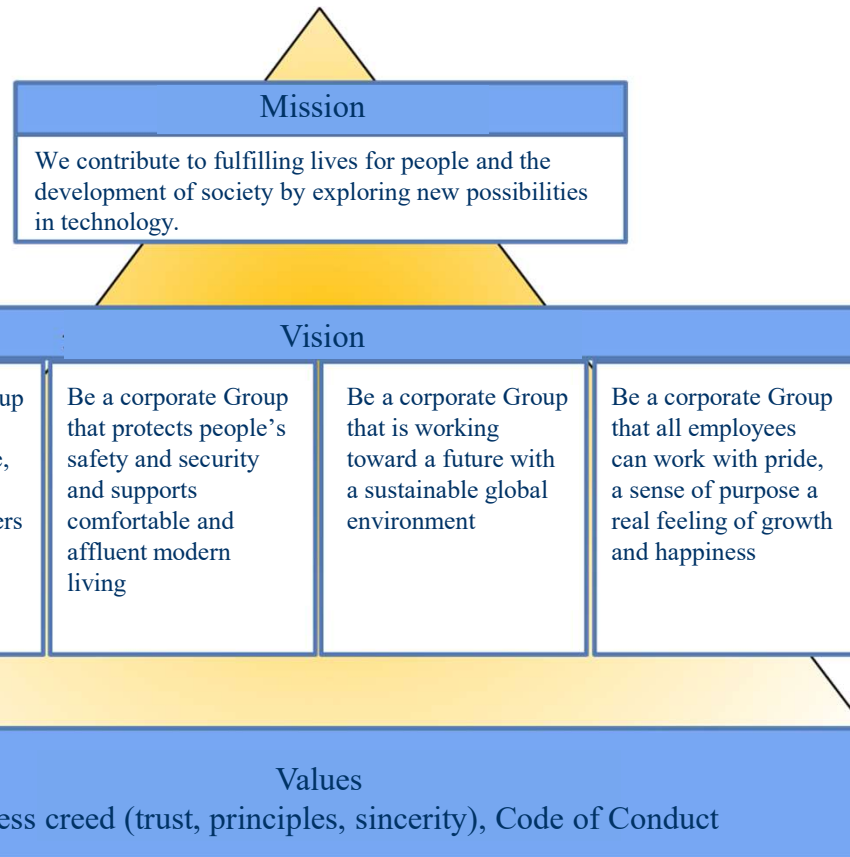 Mission
We contribute to fulfilling lives for people and the
development of society by exploring new possibilities
in technology.
Vision
Be a corporate Group
that protects people’s
safety and security
and supports
comfortable and
affluent modern
living
Be a corporate Group
that is working
toward a future with
a sustainable global
environment
Be a corporate Group
that all employees
can work with pride,
a sense of purpose a
real feeling of growth
and happiness
Values
creed (trust, principles, sincerity), Code of Conduct